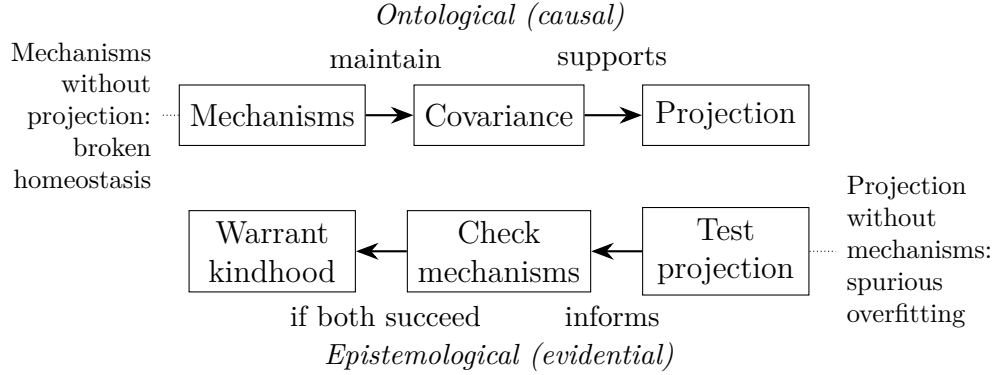 Ontological (causal)
maintain
supports
Mechanisms
without
projection:
broken
homeostasis
Mechanisms
Covariance
Projection
Warrant
kindhood
Check
mechanisms
Test
projection
Projection
without
mechanisms:
spurious
overfitting
if both succeed
informs
Epistemological (evidential)